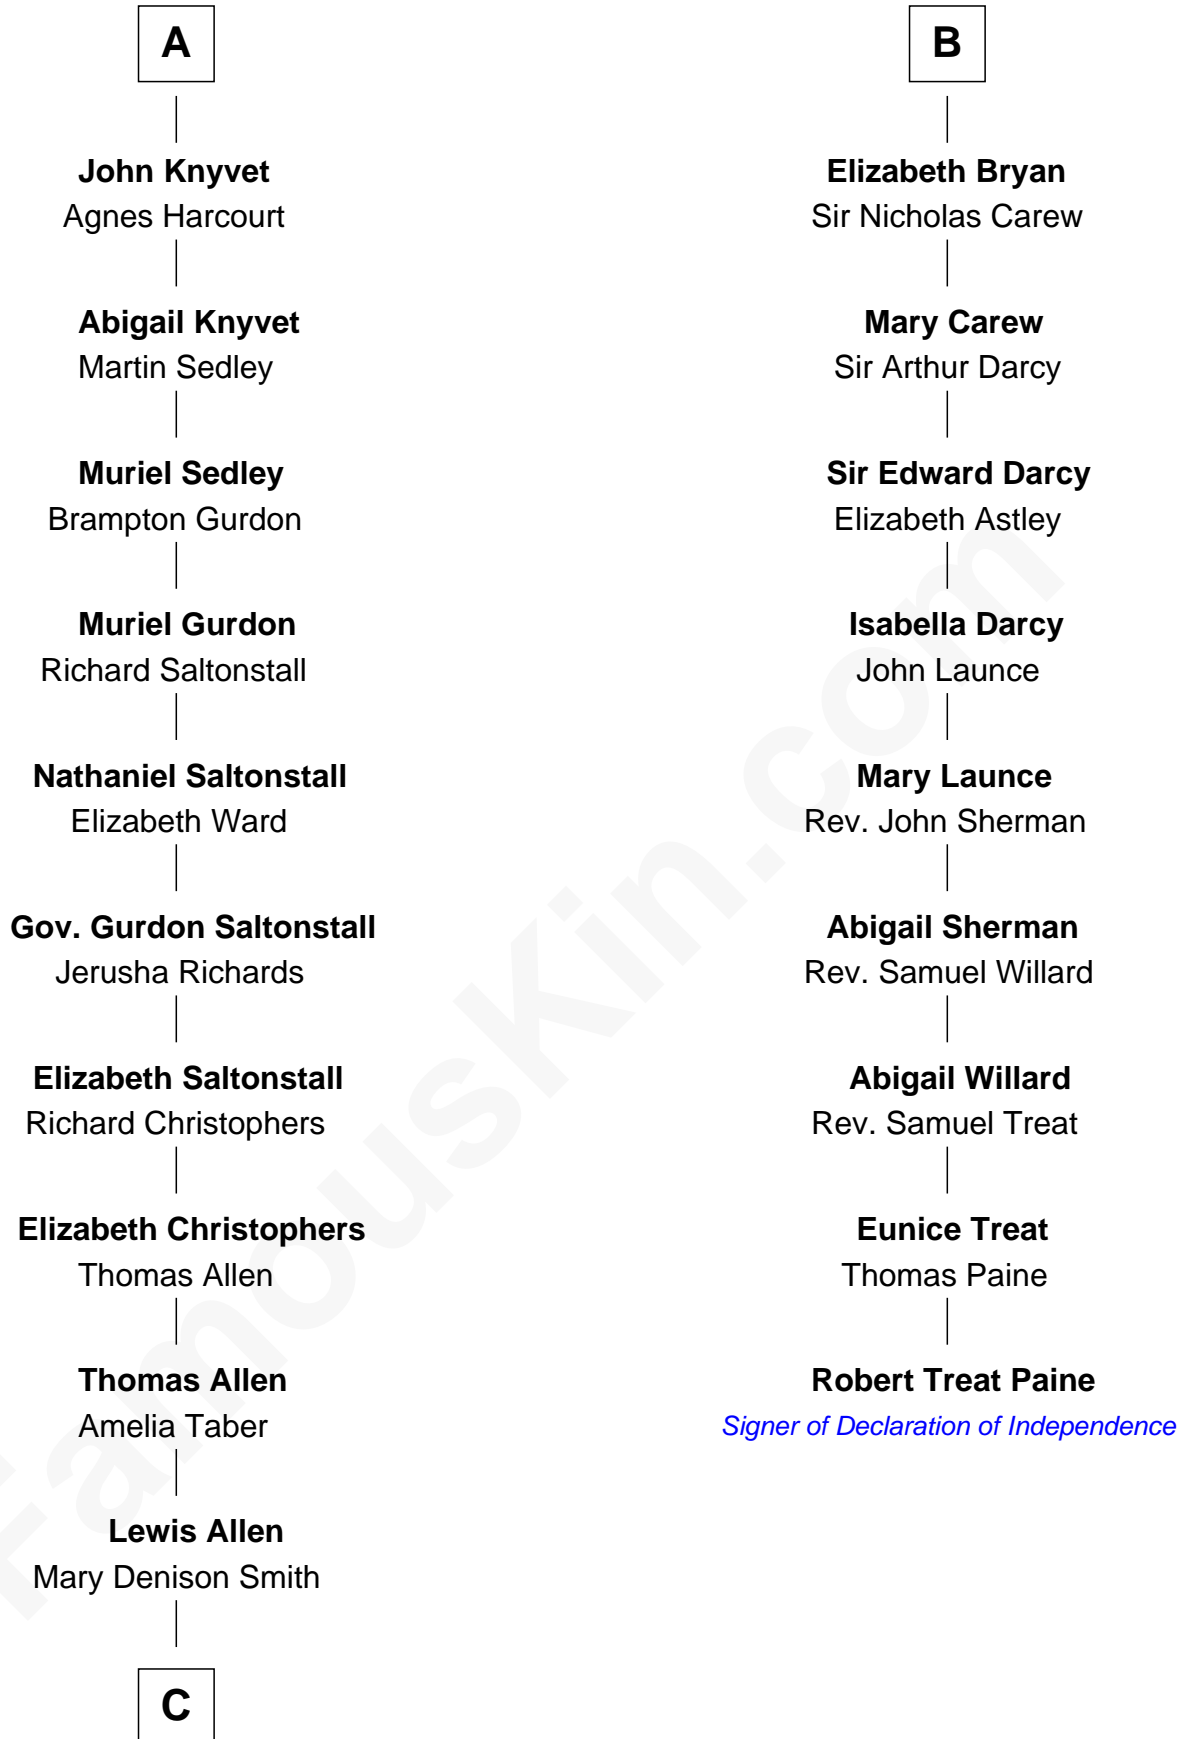 A
John Knyvet
Agnes Harcourt
Abigail Knyvet
Martin Sedley
Muriel Sedley
Brampton Gurdon
Muriel Gurdon
Richard Saltonstall
Nathaniel Saltonstall
Elizabeth Ward
Gov. Gurdon Saltonstall
Jerusha Richards
Elizabeth Saltonstall
Richard Christophers
Elizabeth Christophers
Thomas Allen
Thomas Allen
Amelia Taber
Lewis Allen
Mary Denison Smith
C
B
Elizabeth Bryan
Sir Nicholas Carew
Mary Carew
Sir Arthur Darcy
Sir Edward Darcy
Elizabeth Astley
Isabella Darcy
John Launce
Mary Launce
Rev. John Sherman
Abigail Sherman
Rev. Samuel Willard
Abigail Willard
Rev. Samuel Treat
Eunice Treat
Thomas Paine
Robert Treat Paine
Signer of Declaration of Independence
FamousKin.com